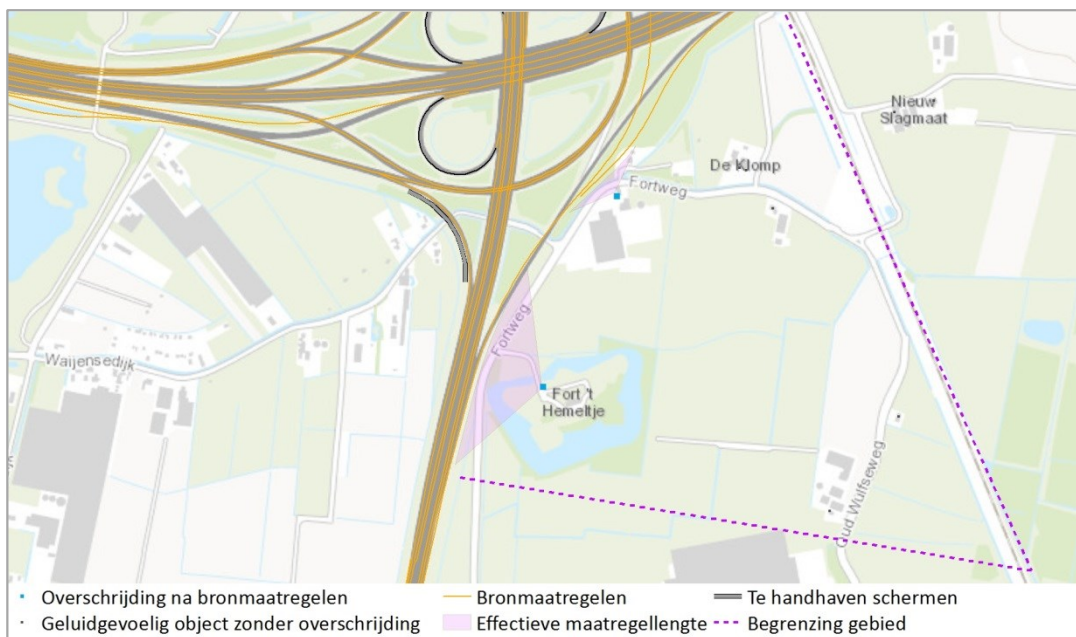 Nieuw
Slagmaat
De Klomp
Fortweg
Fortweg
Waijensedijk
Fort 't
Hemeltje
Oud Wulfseweg
Overschrijding na bronmaatregelen
Bronmaatregelen
Te handhaven schermen
Geluidgevoelig object zonder overschrijding
Effectieve maatregellengte
Begrenzing gebied